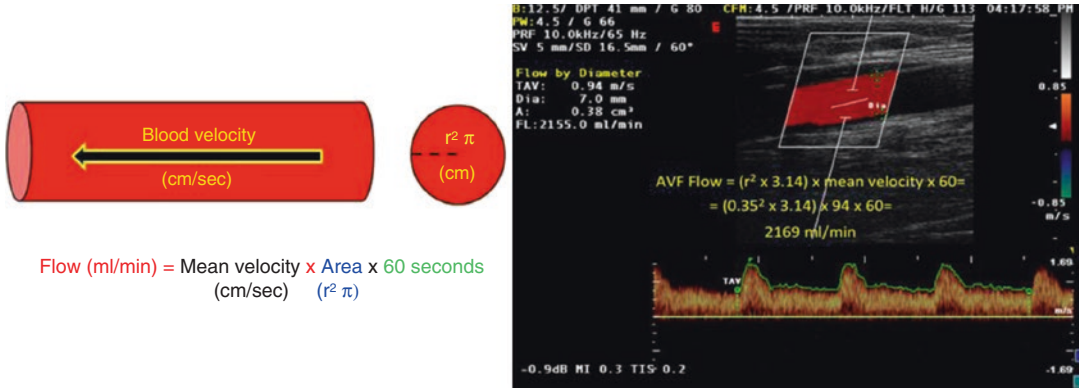 Blood velocity
(cm/sec)
r² π
(cm)
Flow (ml/min) = Mean velocity x Area x 60 seconds
(cm/sec) (r² π)
B:12.5/ DPT 41 mm / G 80 CFM:4.5 /PRF 10.0kHz/FLT H/G 113 04:17:58 PM
PW:4.5 / G 66
PRF 10.0kHz/65 Hz
SV 5 mm/SD 16.5mm / 60°
E
Flow by Diameter
TAV: 0.94 m/s
Dia: 7.0 mm
A: 0.38 cm²
FL:2155.0 ml/min
Dia
0.85
-0.85
m/s
AVF Flow = (r² x 3.14) x mean velocity x 60=
= (0.35² x 3.14) x 94 x 60=
2169 ml/min
1.69
TAV
m/s
-1.69
-0.9dB MI 0.3 TIS 0.2